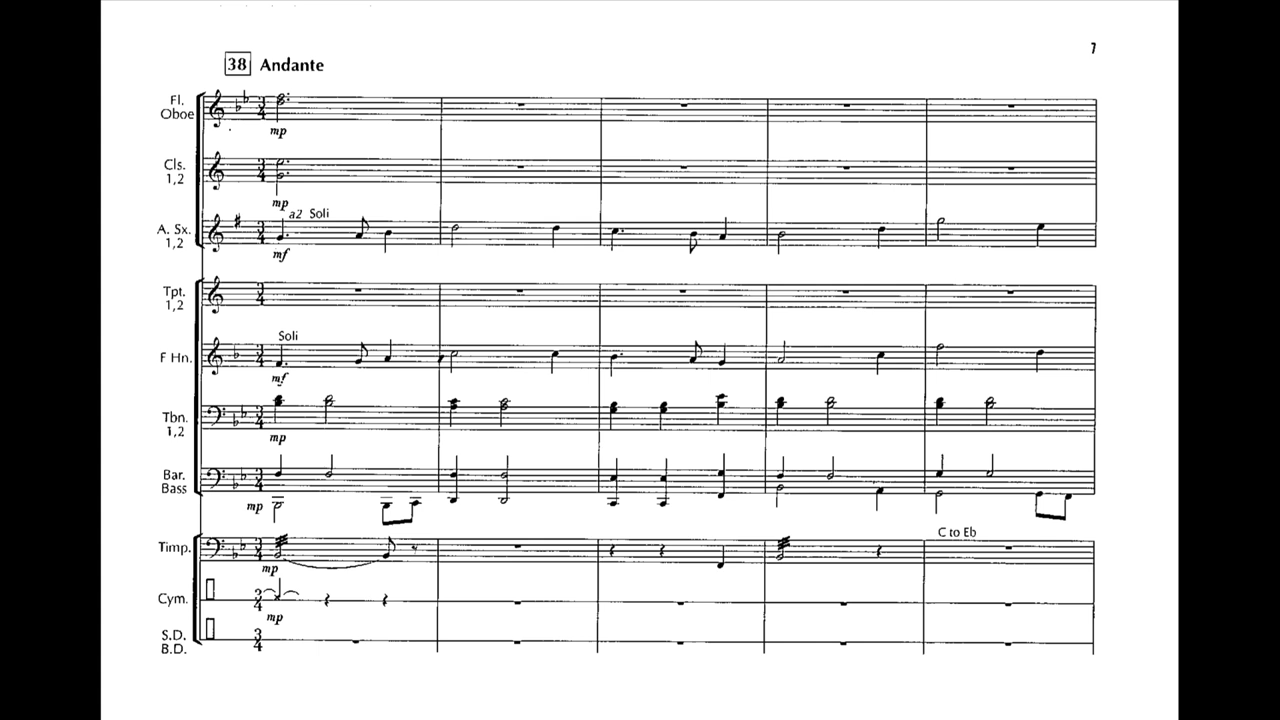 7
38 Andante
Fl.
Oboe
mp
Cls.
1,2
mp
a2 Soli
A. Sx.
1,2
mf
Tpt.
1,2
Soli
F Hn.
mf
Tbn.
1,2
mp
Bar.
Bass
mp
C to Eb
Timp.
mp
Cym.
mp
S.D.
B.D.